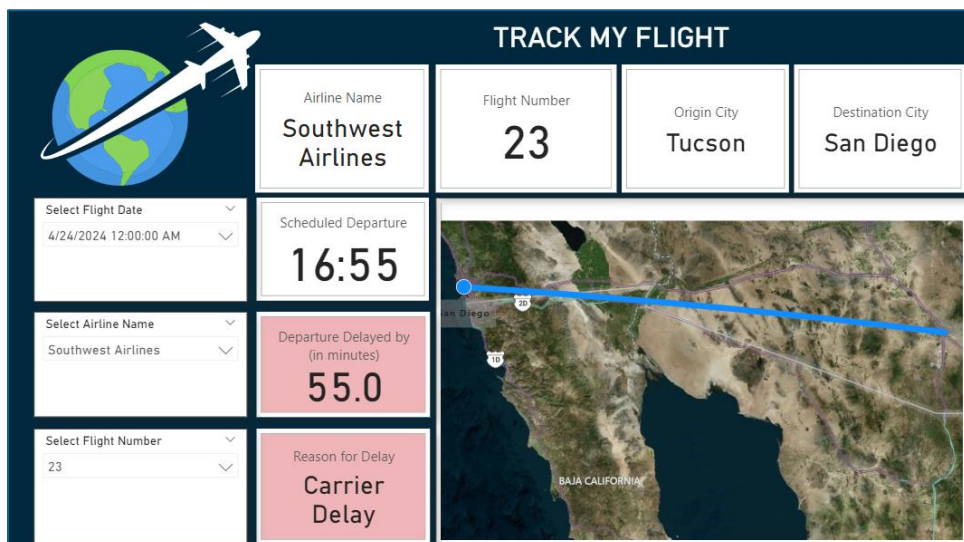 TRACK MY FLIGHT
Airline Name
Southwest
Airlines
Flight Number
23
Origin City
Tucson
Destination City
San Diego
Select Flight Date
4/24/2024 12:00:00 AM
Scheduled Departure
16:55
Select Airline Name
Southwest Airlines
Departure Delayed by
(in minutes)
55.0
Select Flight Number
23
Reason for Delay
Carrier
Delay
San Diego
2D
1D
BAJA CALIFORNIA